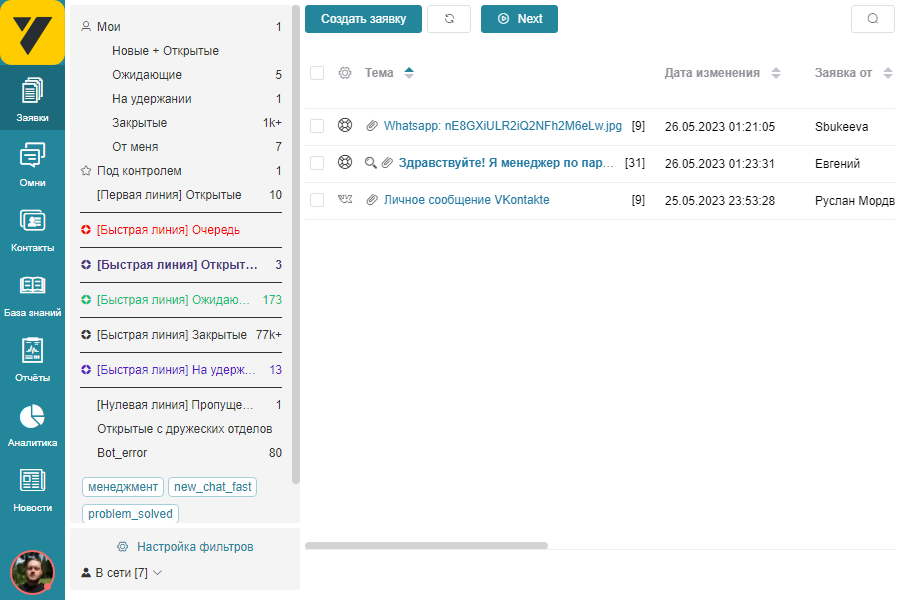 Заявки
Омни
Контакты
База знаний
Отчёты
Аналитика
Новости
Мои 1
Новые + Открытые
Ожидающие 5
На удержании 1
Закрытые 1k+
От меня 7
Под контролем 1
[Первая линия] Открытые 10
[Быстрая линия] Очередь
[Быстрая линия] Открыт... 3
[Быстрая линия] Ожидаю... 173
[Быстрая линия] Закрытые 77k+
[Быстрая линия] На удерж... 13
[Нулевая линия] Пропуще... 1
Открытые с дружеских отделов
Bot_error 80
менеджмент new_chat_fast
problem_solved
Настройка фильтров
В сети [7]
Создать заявку Next
Тема Дата изменения Заявка от
Whatsapp: nE8GXiULR2iQ2NFh2M6eLw.jpg [9] 26.05.2023 01:21:05 Sbukeeva
Здравствуйте! Я менеджер по пар... [31] 26.05.2023 01:23:31 Евгений
Личное сообщение VKontakte [9] 25.05.2023 23:53:28 Руслан Мордв